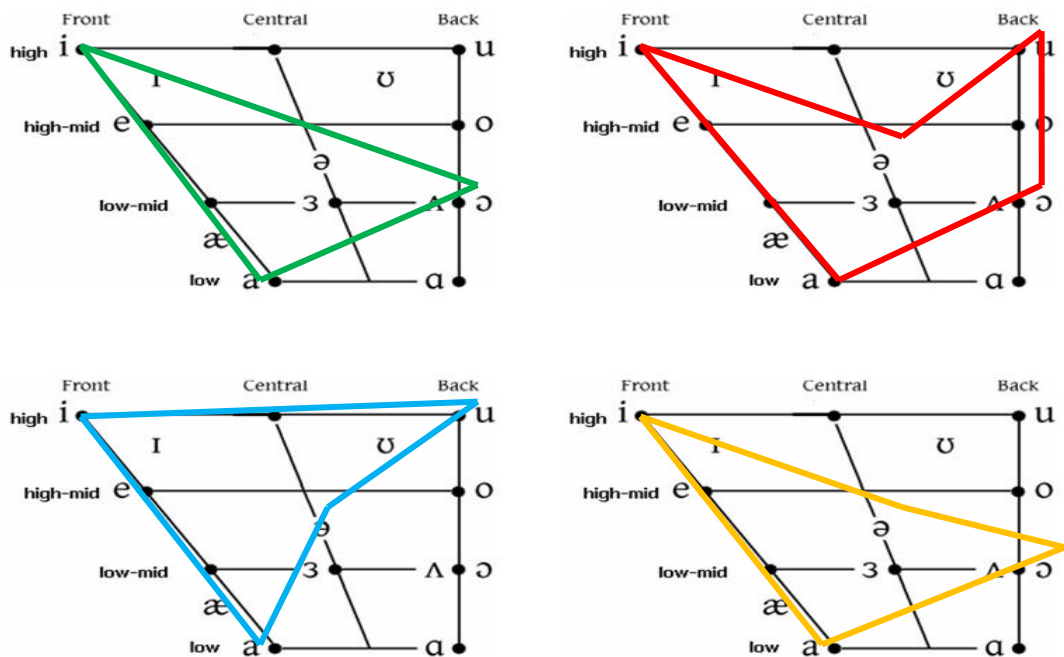 Front Central Back
high i u
ɪ ʊ
high-mid e o
ə
low-mid ɜ ʌ ɔ
æ
low a ɑ
Front Central Back
high i u
ɪ ʊ
high-mid e o
ə
low-mid ɜ ʌ ɔ
æ
low a ɑ
Front Central Back
high i u
ɪ ʊ
high-mid e o
ə
low-mid ɜ ʌ ɔ
æ
low a ɑ
Front Central Back
high i u
ɪ ʊ
high-mid e o
ə
low-mid ɜ ʌ ɔ
æ
low a ɑ